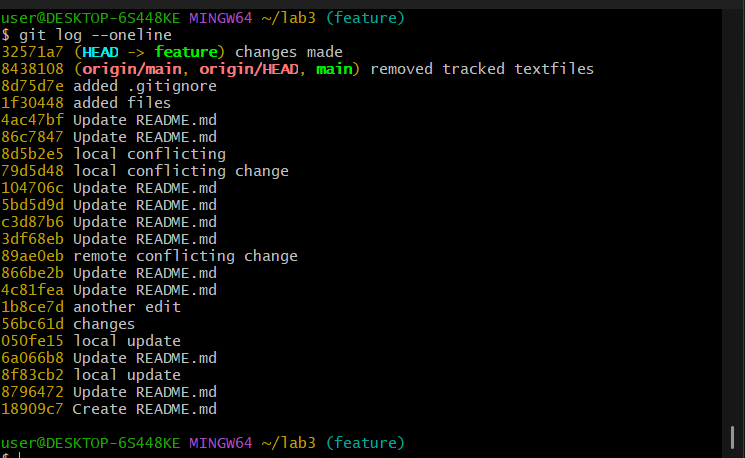 user@DESKTOP-6S448KE MINGW64 ~/lab3 (feature)
$ git log --oneline
32571a7 (HEAD -> feature) changes made
8438108 (origin/main, origin/HEAD, main) removed tracked textfiles
8d75d7e added .gitignore
1f30448 added files
4ac47bf Update README.md
86c7847 Update README.md
8d5b2e5 local conflicting
79d5d48 local conflicting change
104706c Update README.md
5bd5d9d Update README.md
c3d87b6 Update README.md
3df68eb Update README.md
89ae0eb remote conflicting change
866be2b Update README.md
4c81fea Update README.md
1b8ce7d another edit
56bc61d changes
050fe15 local update
6a066b8 Update README.md
8f83cb2 local update
8796472 Update README.md
18909c7 Create README.md
user@DESKTOP-6S448KE MINGW64 ~/lab3 (feature)
$